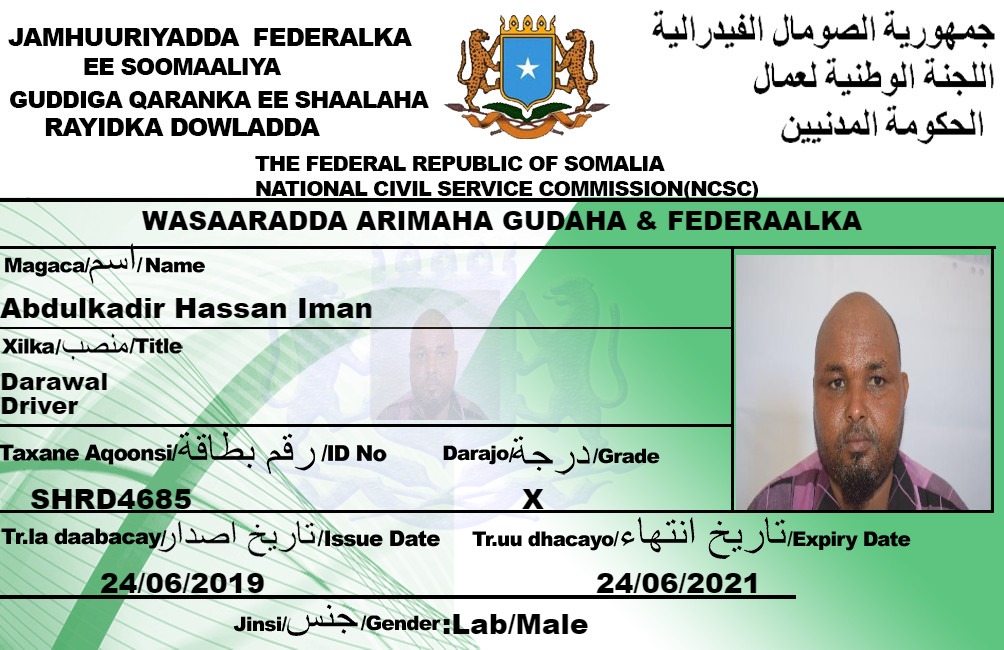 JAMHUURIYADDA FEDERALKA
EE SOOMAALIYA
GUDDIGA QARANKA EE SHAALAHA
RAYIDKA DOWLADDA
جمهورية الصومال الفيدرالية
اللجنة الوطنية لعمال
الحكومة المدنيين
THE FEDERAL REPUBLIC OF SOMALIA
NATIONAL CIVIL SERVICE COMMISSION(NCSC)
WASAARADDA ARIMAHA GUDAHA & FEDERAALKA
Magaca/اسم/Name
Abdulkadir Hassan Iman
Xilka/منصب/Title
Darawal
Driver
Taxane Aqoonsi/رقم بطاقة/ID No
SHRD4685
Darajo/درجة/Grade
X
Tr.la daabacay/تاريخ اصدار/Issue Date
24/06/2019
Tr.uu dhacayo/تاريخ انتهاء/Expiry Date
24/06/2021
Jinsi/جنس/Gender:Lab/Male